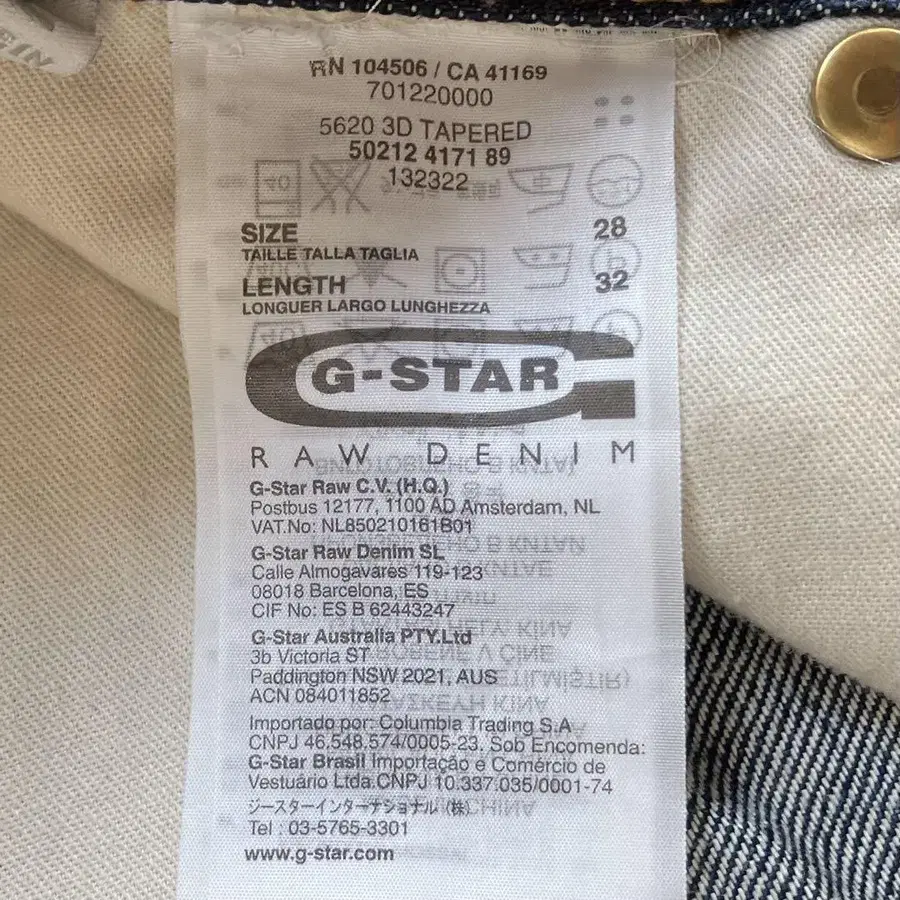 RN 104506 / CA 41169
701220000
5620 3D TAPERED
50212 4171 89
132322
SIZE 28
TAILLE TALLA TAGLIA
LENGTH 32
LONGUER LARGO LUNGHEZZA
G-STAR
RAW DENIM
G-Star Raw C.V. (H.Q.)
Postbus 12177, 1100 AD Amsterdam, NL
VAT.No: NL850210161B01
G-Star Raw Denim SL
Calle Almogavares 119-123
08018 Barcelona, ES
CIF No: ES B 62443247
G-Star Australia PTY.Ltd
3b Victoria ST
Paddington NSW 2021, AUS
ACN 084011852
Importado por: Columbia Trading S.A
CNPJ 46.548.574/0005-23. Sob Encomenda:
G-Star Brasil Importação e Comércio de
Vestuário Ltda.CNPJ 10.337.035/0001-74
ジースターインターナショナル (株)
Tel : 03-5765-3301
www.g-star.com